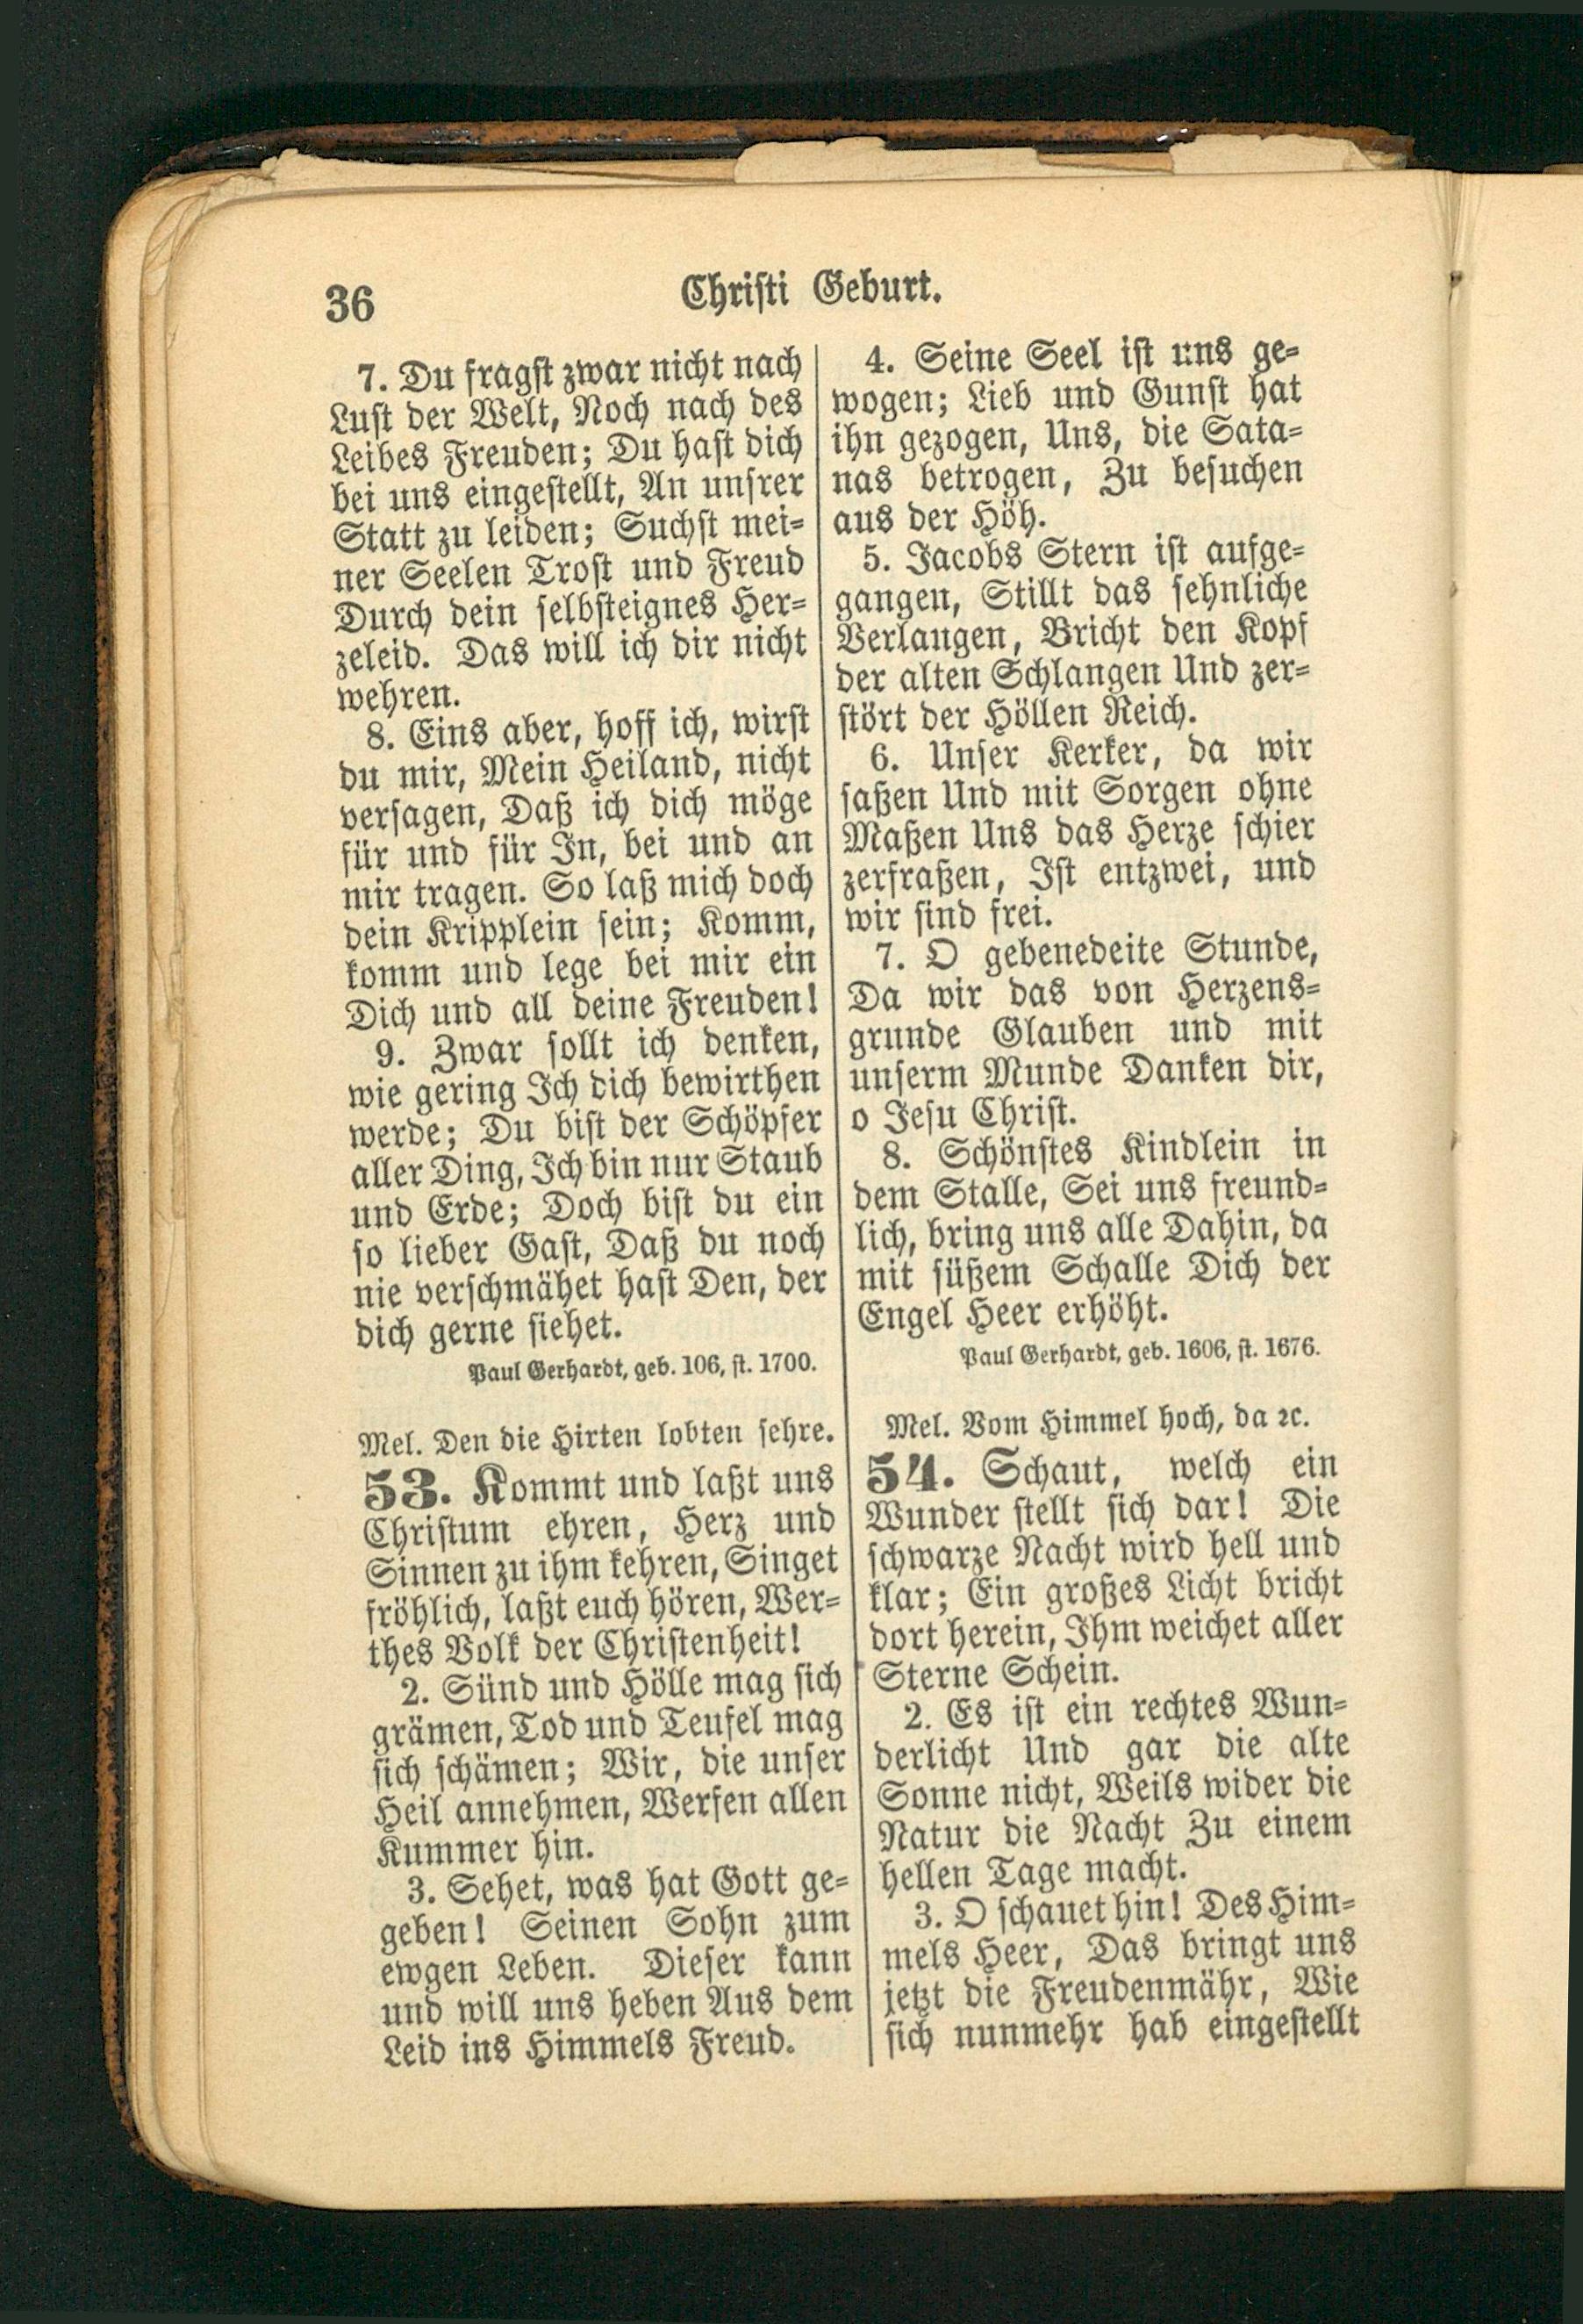 36
Christi Geburt.
7. Du fragst zwar nicht nach
Lust der Welt, Noch nach des
Leibes Freuden; Du hast dich
bei uns eingestellt, An unsrer
Statt zu leiden; Suchst mei-
ner Seelen Trost und Freud
Durch dein selbsteignes Her-
zeleid. Das will ich dir nicht
wehren.
8. Eins aber, hoff ich, wirst
du mir, Mein Heiland, nicht
versagen, Daß ich dich möge
für und für In, bei und an
mir tragen. So laß mich doch
dein Kripplein sein; Komm,
komm und lege bei mir ein
Dich und all deine Freuden!
9. Zwar sollt ich denken,
wie gering Ich dich bewirthen
werde; Du bist der Schöpfer
aller Ding, Ich bin nur Staub
und Erde; Doch bist du ein
so lieber Gast, Daß du noch
nie verschmähet hast Den, der
dich gerne siehet.
Paul Gerhardt, geb. 106, st. 1700.
Mel. Den die Hirten lobten sehre.
53. Kommt und laßt uns
Christum ehren, Herz und
Sinnen zu ihm kehren, Singet
fröhlich, laßt euch hören, Wer-
thes Volk der Christenheit!
2. Sünd und Hölle mag sich
grämen, Tod und Teufel mag
sich schämen; Wir, die unser
Heil annehmen, Werfen allen
Kummer hin.
3. Sehet, was hat Gott ge-
geben! Seinen Sohn zum
ewgen Leben. Dieser kann
und will uns heben Aus dem
Leid ins Himmels Freud.
4. Seine Seel ist uns ge-
wogen; Lieb und Gunst hat
ihn gezogen, Uns, die Sata-
nas betrogen, Zu besuchen
aus der Höh.
5. Jacobs Stern ist aufge-
gangen, Stillt das sehnliche
Verlangen, Bricht den Kopf
der alten Schlangen Und zer-
stört der Höllen Reich.
6. Unser Kerker, da wir
saßen Und mit Sorgen ohne
Maßen Uns das Herze schier
zerfraßen, Ist entzwei, und
wir sind frei.
7. O gebenedeite Stunde,
Da wir das von Herzens-
grunde Glauben und mit
unserm Munde Danken dir,
o Jesu Christ.
8. Schönstes Kindlein in
dem Stalle, Sei uns freund-
lich, bring uns alle Dahin, da
mit süßem Schalle Dich der
Engel Heer erhöht.
Paul Gerhardt, geb. 1606, st. 1676.
Mel. Vom Himmel hoch, da ꝛc.
54. Schaut, welch ein
Wunder stellt sich dar! Die
schwarze Nacht wird hell und
klar; Ein großes Licht bricht
dort herein, Ihm weichet aller
Sterne Schein.
2. Es ist ein rechtes Wun-
derlicht Und gar die alte
Sonne nicht, Weils wider die
Natur die Nacht Zu einem
hellen Tage macht.
3. O schauet hin! Des Him-
mels Heer, Das bringt uns
jetzt die Freudenmähr, Wie
sich nunmehr hab eingestellt